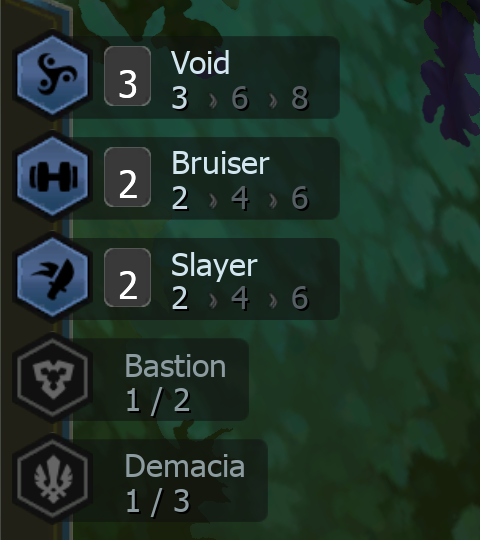 3 Void
3 › 6 › 8
2 Bruiser
2 › 4 › 6
2 Slayer
2 › 4 › 6
Bastion
1 / 2
Demacia
1 / 3